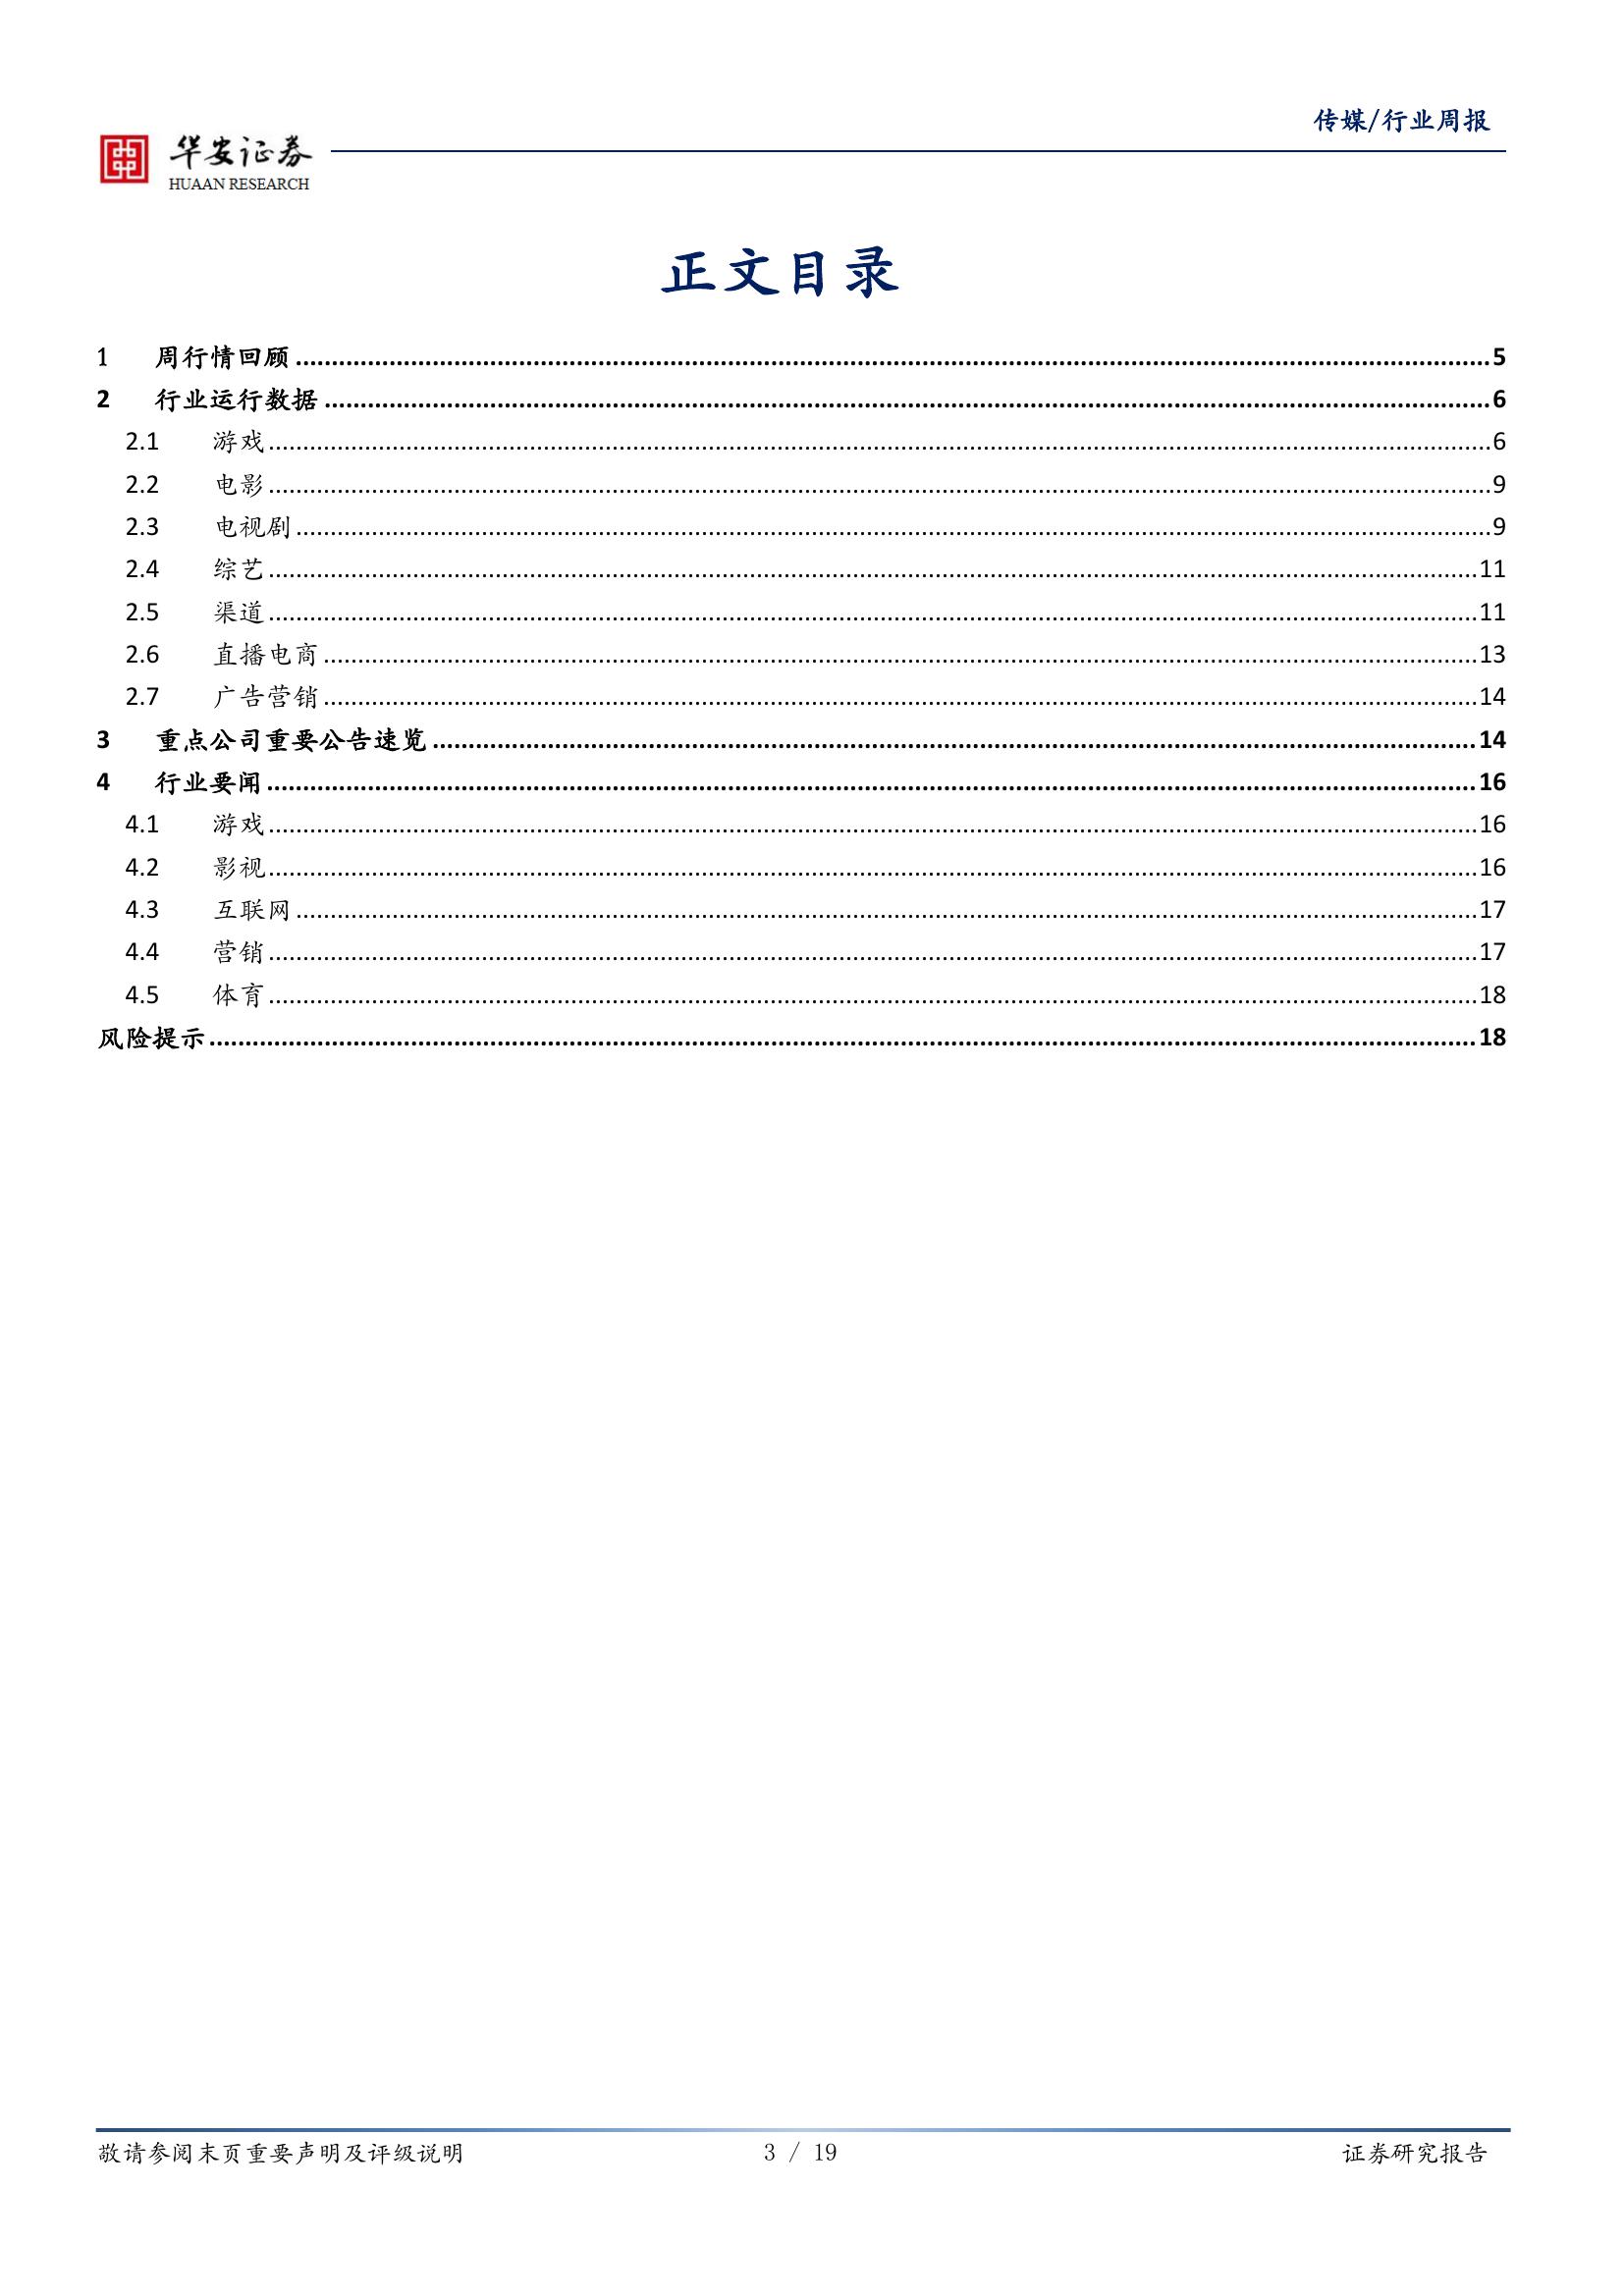 传媒/行业周报
华安证券
HUAAN RESEARCH
正文目录
1 周行情回顾 5
2 行业运行数据 6
2.1 游戏 6
2.2 电影 9
2.3 电视剧 9
2.4 综艺 11
2.5 渠道 11
2.6 直播电商 13
2.7 广告营销 14
3 重点公司重要公告速览 14
4 行业要闻 16
4.1 游戏 16
4.2 影视 16
4.3 互联网 17
4.4 营销 17
4.5 体育 18
风险提示 18
敬请参阅末页重要声明及评级说明 3 / 19 证券研究报告